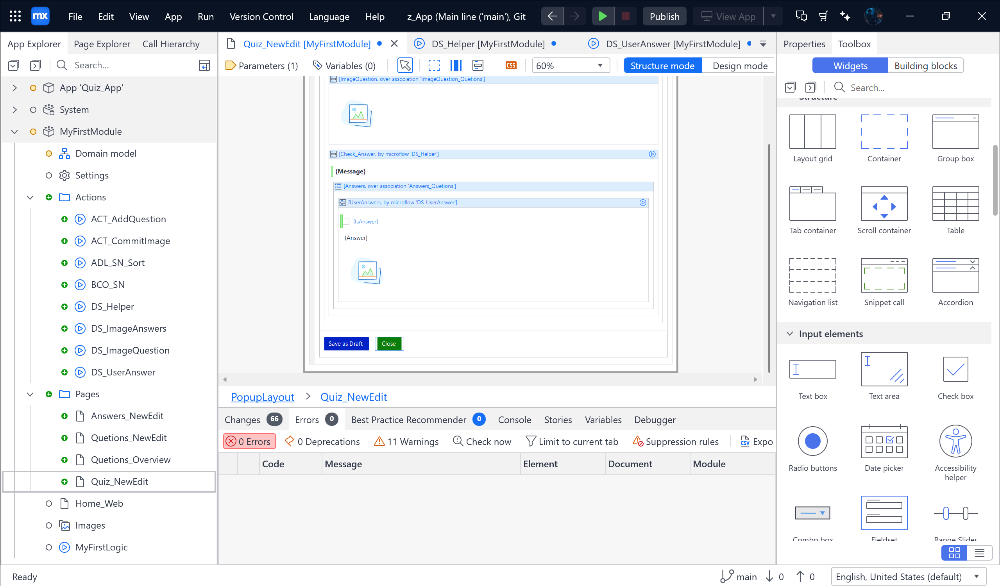 mx File Edit View App Run Version Control Language Help z_App (Main line ('main'), Git Publish View App
App Explorer Page Explorer Call Hierarchy
Search...
App 'Quiz_App'
System
MyFirstModule
Domain model
Settings
Actions
ACT_AddQuestion
ACT_CommitImage
ADL_SN_Sort
BCO_SN
DS_Helper
DS_ImageAnswers
DS_ImageQuestion
DS_UserAnswer
Pages
Answers_NewEdit
Quetions_NewEdit
Quetions_Overview
Quiz_NewEdit
Home_Web
Images
MyFirstLogic
Quiz_NewEdit [MyFirstModule] DS_Helper [MyFirstModule] DS_UserAnswer [MyFirstModule]
Parameters (1) Variables (0) CSS 60% Structure mode Design mode
[ImageQuestion, over association 'ImageQuestion_Quetions']
[Check_Answer, by microflow 'DS_Helper']
{Message}
[Answers, over association 'Answers_Quetions']
[UserAnswers, by microflow 'DS_UserAnswer']
[IsAnswer]
{Answer}
Save as Draft Close
PopupLayout > Quiz_NewEdit
Changes 66 Errors 0 Best Practice Recommender 0 Console Stories Variables Debugger
0 Errors 0 Deprecations 11 Warnings Check now Limit to current tab Suppression rules CSV Expor
Code Message Element Document Module
Properties Toolbox
Widgets Building blocks
Search...
Structure
Layout grid Container Group box
Tab container Scroll container Table
Navigation list Snippet call Accordion
Input elements
Text box Text area Check box
Radio buttons Date picker Accessibility helper
Combo box Fieldset Range Slider
Ready main 0 0 English, United States (default)